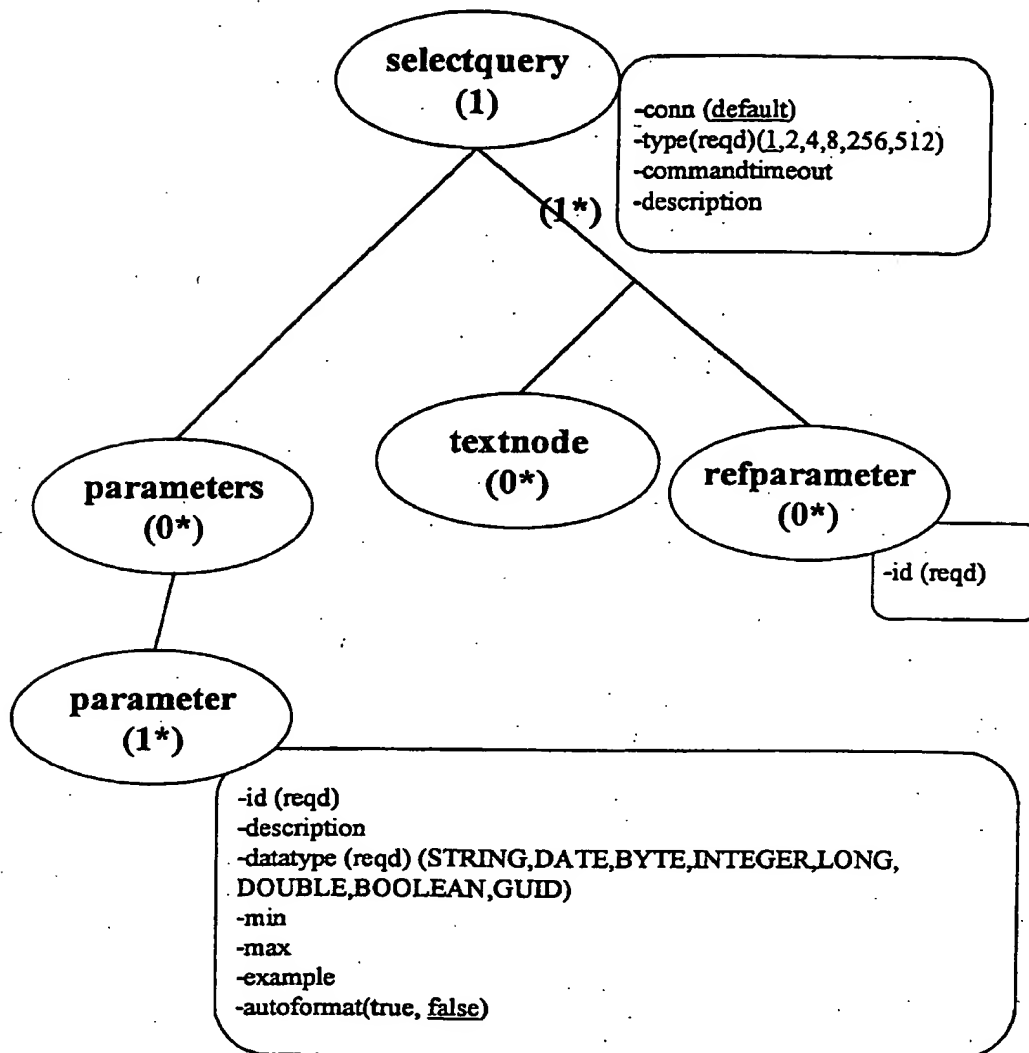 selectquery
(1)
-conn (default)
-type(reqd)(1,2,4,8,256,512)
-commandtimeout
-description
(1*)
textnode
(0*)
parameters
(0*)
refparameter
(0*)
-id (reqd)
parameter
(1*)
-id (reqd)
-description
-datatype (reqd) (STRING,DATE,BYTE,INTEGER,LONG,
DOUBLE,BOOLEAN,GUID)
-min
-max
-example
-autoformat(true, false)